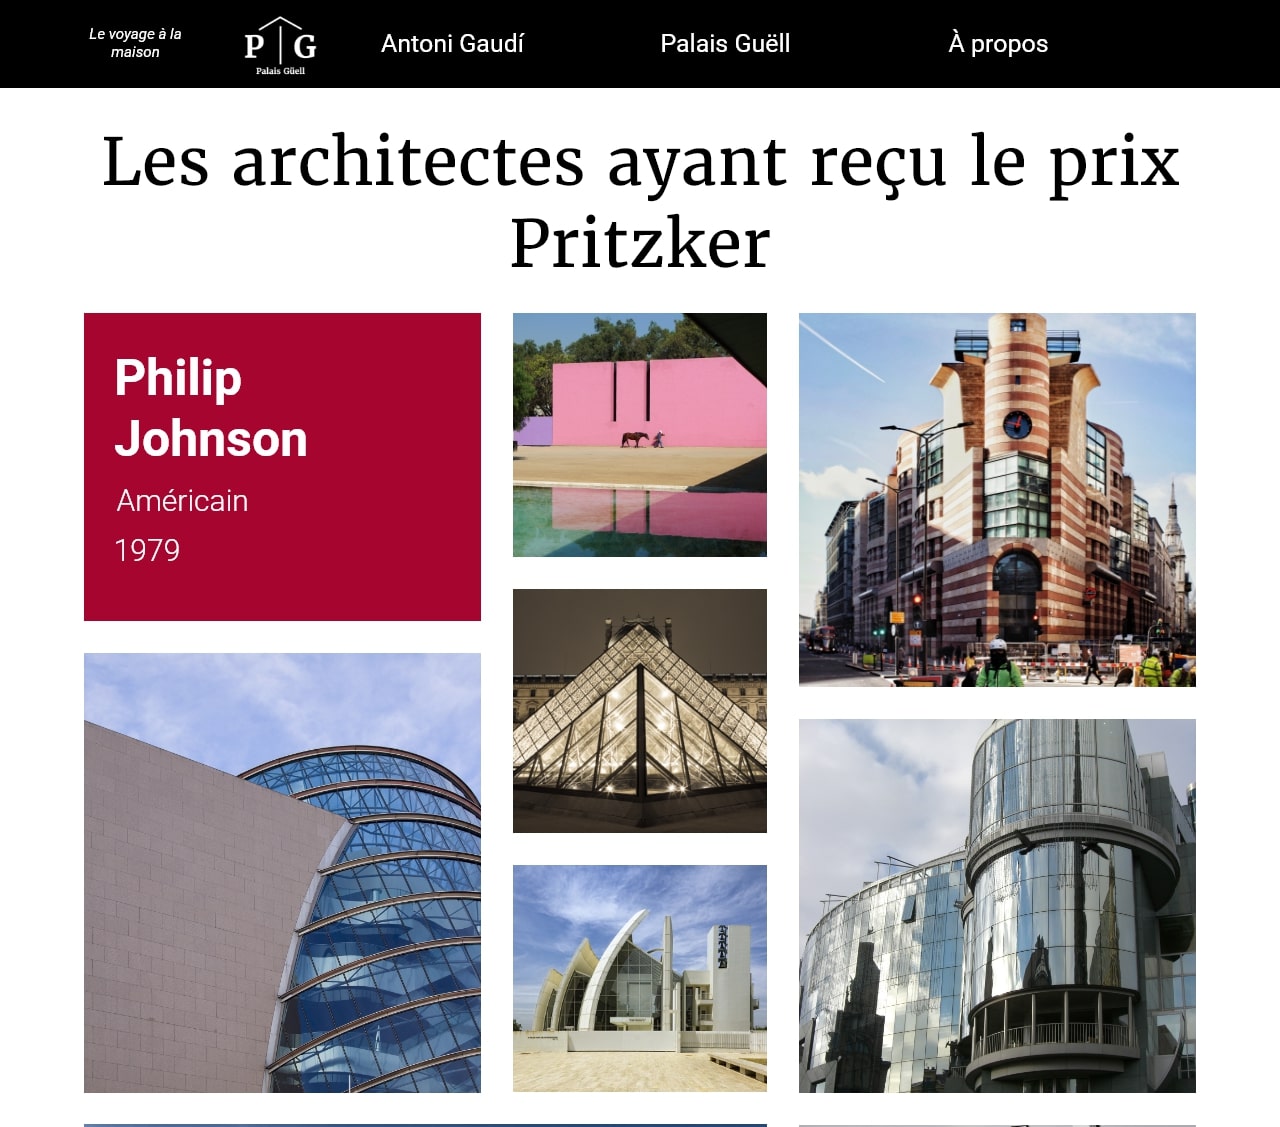 Le voyage à la
maison
P G
Palais Güell
Antoni Gaudí
Palais Guëll
À propos
Les architectes ayant reçu le prix
Pritzker
Philip
Johnson
Américain
1979